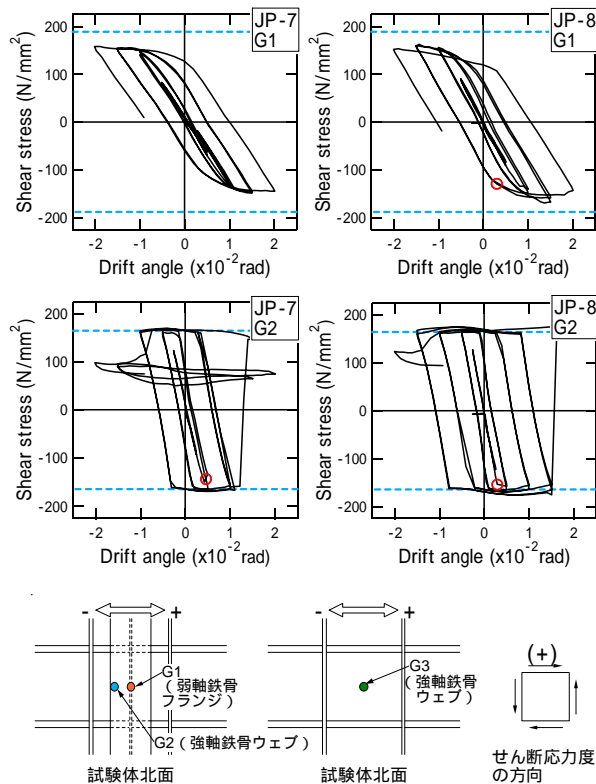 JP-7
G1
200
100
0
-100
-200
Shear stress (N/mm²)
-2 -1 0 1 2
Drift angle (x10⁻²rad)
JP-8
G1
200
100
0
-100
-200
Shear stress (N/mm²)
-2 -1 0 1 2
Drift angle (x10⁻²rad)
JP-7
G2
200
100
0
-100
-200
Shear stress (N/mm²)
-2 -1 0 1 2
Drift angle (x10⁻²rad)
JP-8
G2
200
100
0
-100
-200
Shear stress (N/mm²)
-2 -1 0 1 2
Drift angle (x10⁻²rad)
- +
G1
(弱軸鉄骨
フランジ)
G2(強軸鉄骨ウェブ)
試験体北面
- +
G3
(強軸鉄骨
ウェブ)
試験体北面
(+)
せん断応力度
の方向